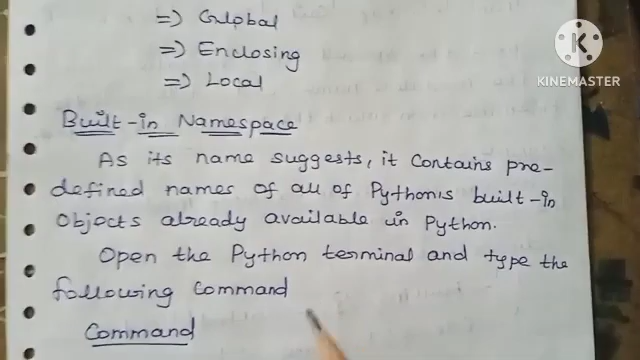 => Global
=> Enclosing
=> Local
KINEMASTER
Built-in Namespace
As its name suggests, it contains pre-
defined names of all of Python's built-in
Objects already available in Python.
Open the Python terminal and type the
following Command
Command